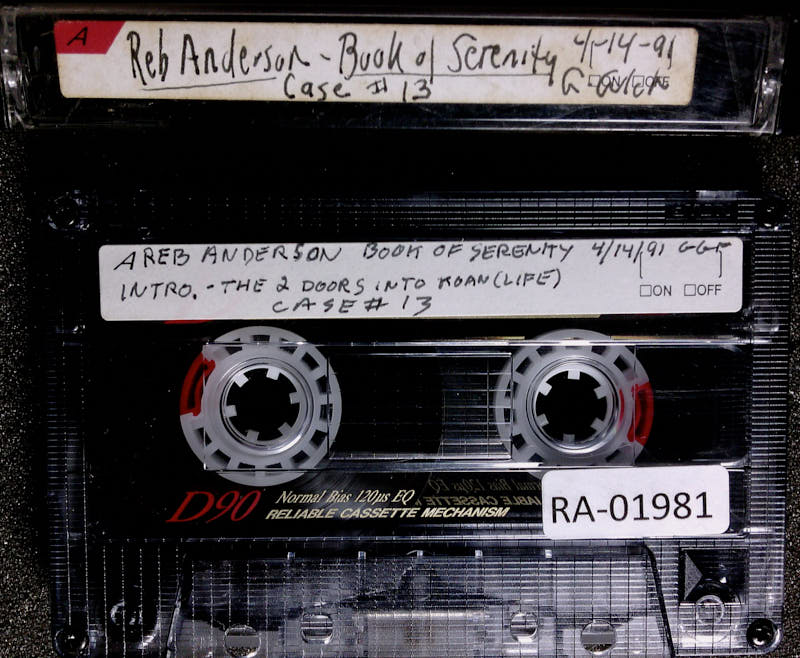 A
Reb Anderson - Book of Serenity 4-14-91
Case # 13
ON OFF
A REB ANDERSON BOOK OF SERENITY 4/14/91 GGF
INTRO. - THE 2 DOORS INTO KOAN (LIFE)
ON OFF
CASE # 13
D90 Normal Bias 120µs EQ
RELIABLE CASSETTE MECHANISM
RA-01981